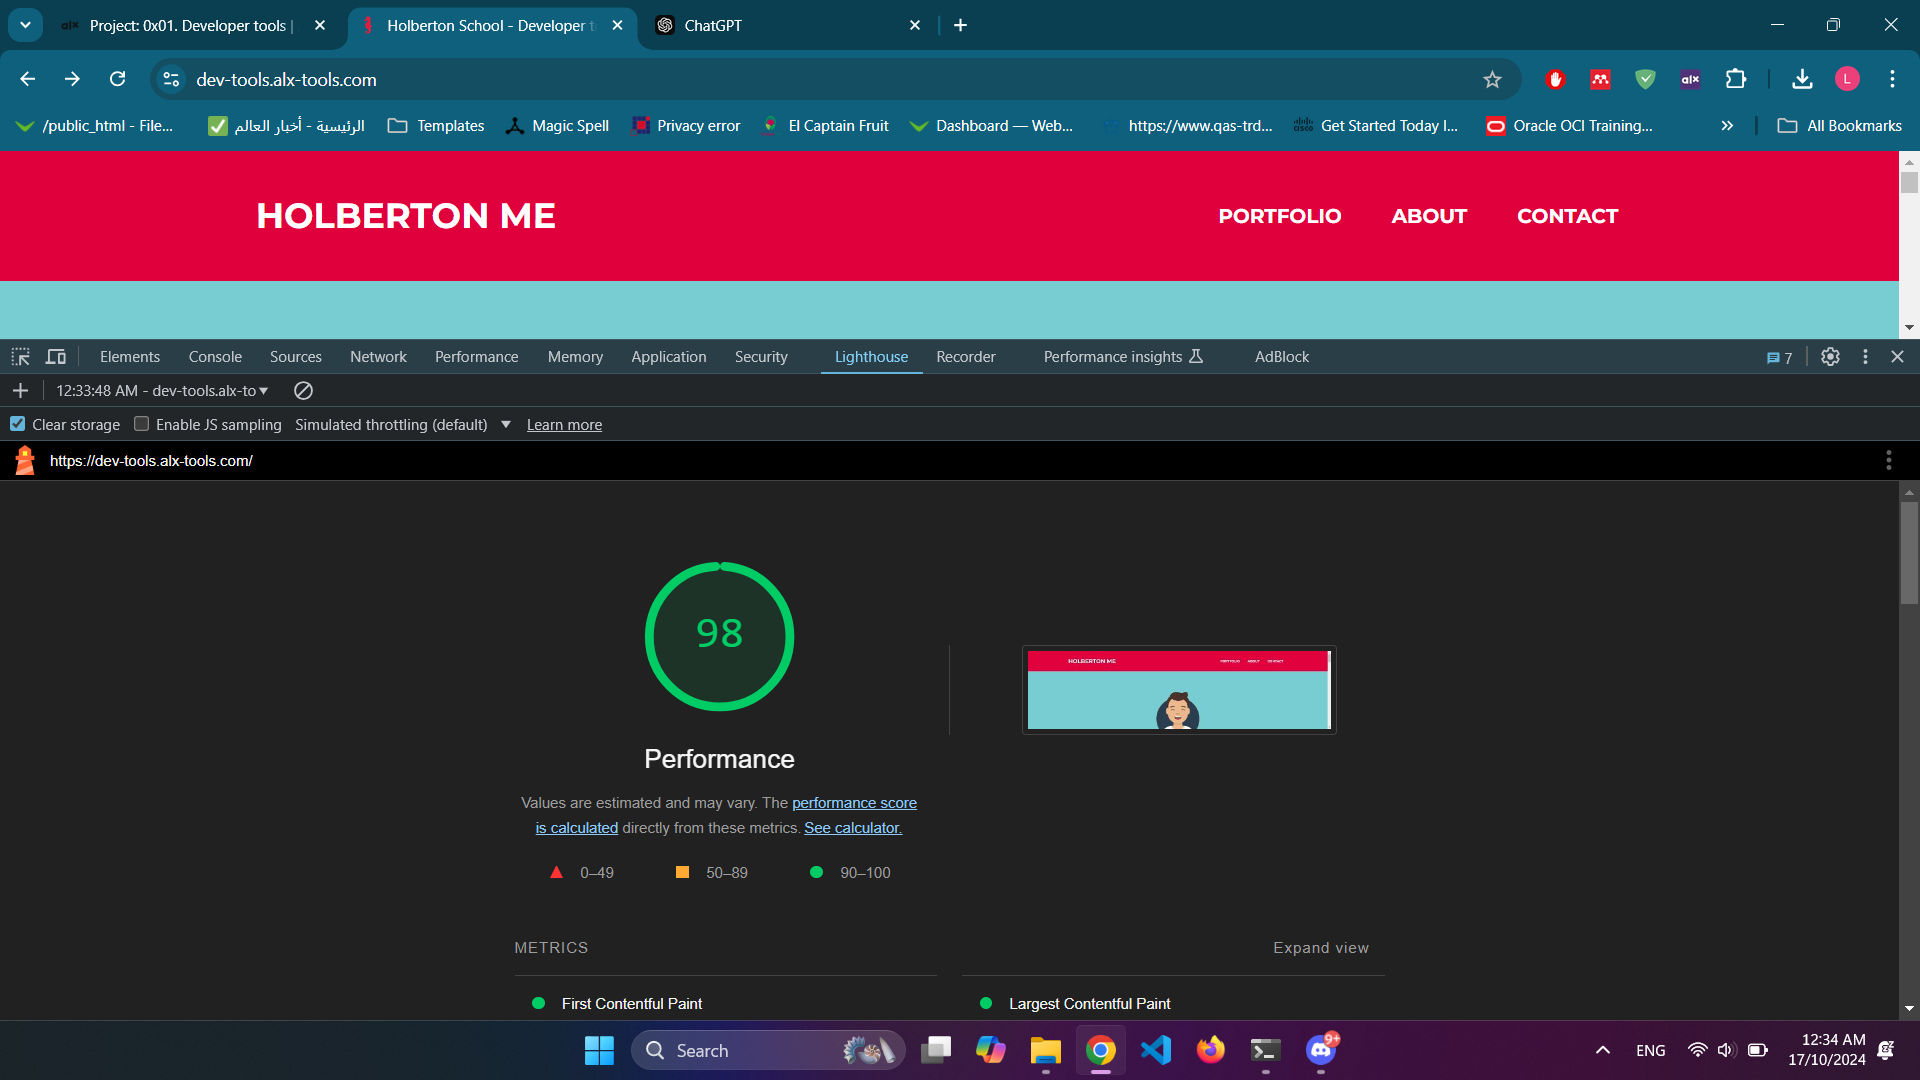 Project: 0x01. Developer tools |
Holberton School - Developer t
ChatGPT
dev-tools.alx-tools.com
alx
L
/public_html - File...
الرئيسية - أخبار العالم
Templates
Magic Spell
Privacy error
El Captain Fruit
Dashboard — Web...
https://www.qas-trd...
Get Started Today I...
Oracle OCI Training...
All Bookmarks
HOLBERTON ME
PORTFOLIO
ABOUT
CONTACT
Elements
Console
Sources
Network
Performance
Memory
Application
Security
Lighthouse
Recorder
Performance insights
AdBlock
7
12:33:48 AM - dev-tools.alx-to
Clear storage
Enable JS sampling
Simulated throttling (default)
Learn more
https://dev-tools.alx-tools.com/
98
HOLBERTON ME
Performance
Values are estimated and may vary. The performance score
is calculated directly from these metrics. See calculator.
0–49
50–89
90–100
METRICS
Expand view
First Contentful Paint
Largest Contentful Paint
Search
9+
ENG
12:34 AM
17/10/2024